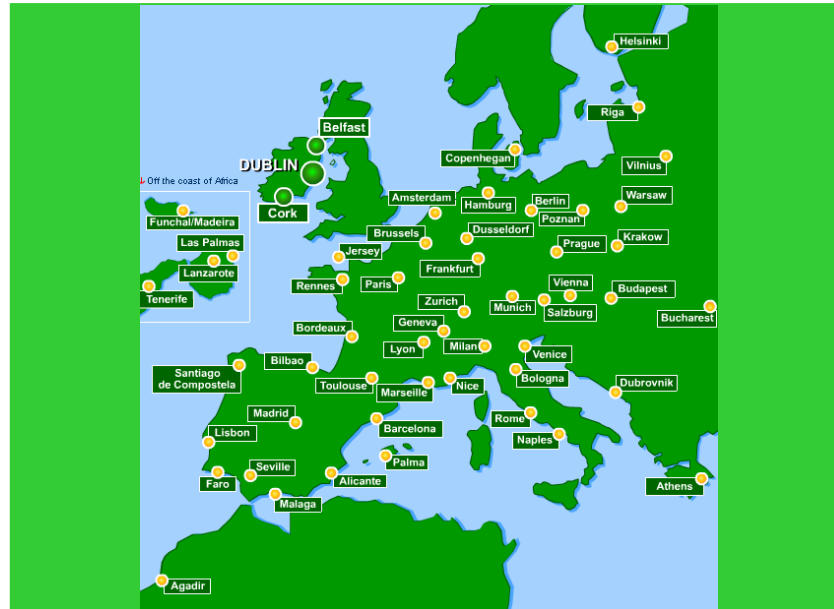 Helsinki
Riga
Belfast
Copenhegan
Vilnius
DUBLIN
Off the coast of Africa
Amsterdam
Hamburg
Berlin
Warsaw
Poznan
Cork
Funchal/Madeira
Brussels
Dusseldorf
Las Palmas
Jersey
Prague
Krakow
Lanzarote
Frankfurt
Rennes
Paris
Vienna
Budapest
Tenerife
Zurich
Munich
Salzburg
Bucharest
Geneva
Bordeaux
Lyon
Milan
Venice
Bilbao
Santiago
de Compostela
Toulouse
Marseille
Nice
Bologna
Dubrovnik
Madrid
Rome
Barcelona
Lisbon
Naples
Palma
Seville
Faro
Alicante
Athens
Malaga
Agadir